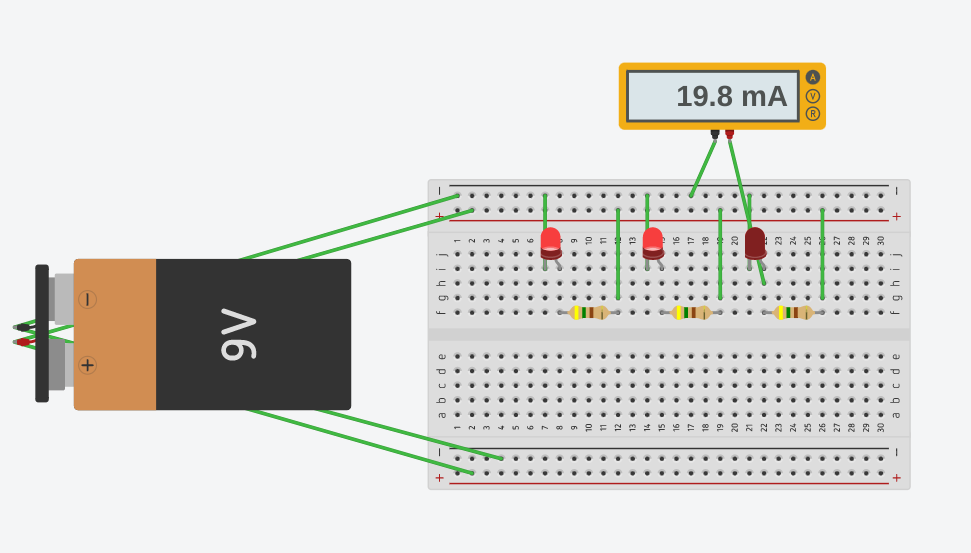 19.8 mA
A
V
R
− −
+ +
1 2 3 4 5 6 7 8 9 10 11 12 13 14 15 16 17 18 19 20 21 22 23 24 25 26 27 28 29 30
j j
i i
h h
g g
f f
− 
+
9V
e e
d d
c c
b b
a a
1 2 3 4 5 6 7 8 9 10 11 12 13 14 15 16 17 18 19 20 21 22 23 24 25 26 27 28 29 30
− −
+ +